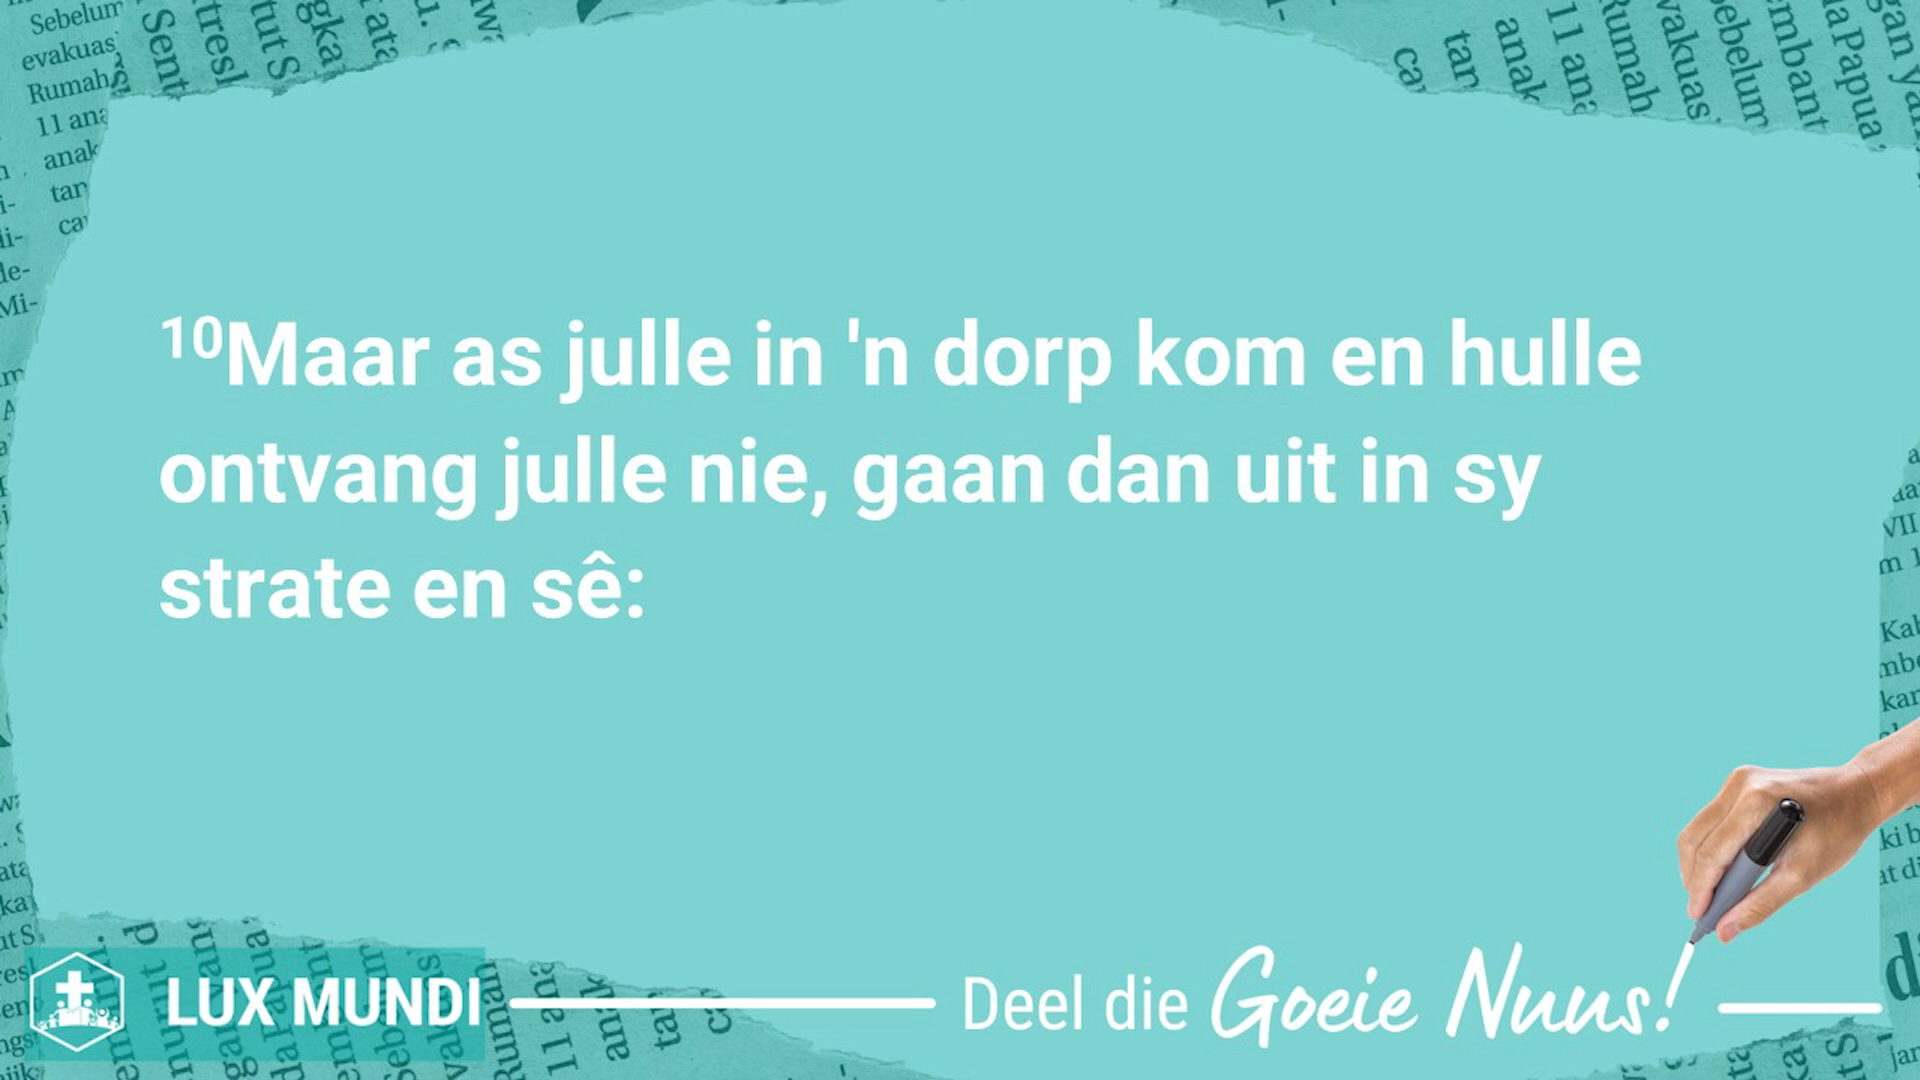 ¹⁰Maar as julle in 'n dorp kom en hulle
ontvang julle nie, gaan dan uit in sy
strate en sê:
LUX MUNDI
Deel die Goeie Nuus!